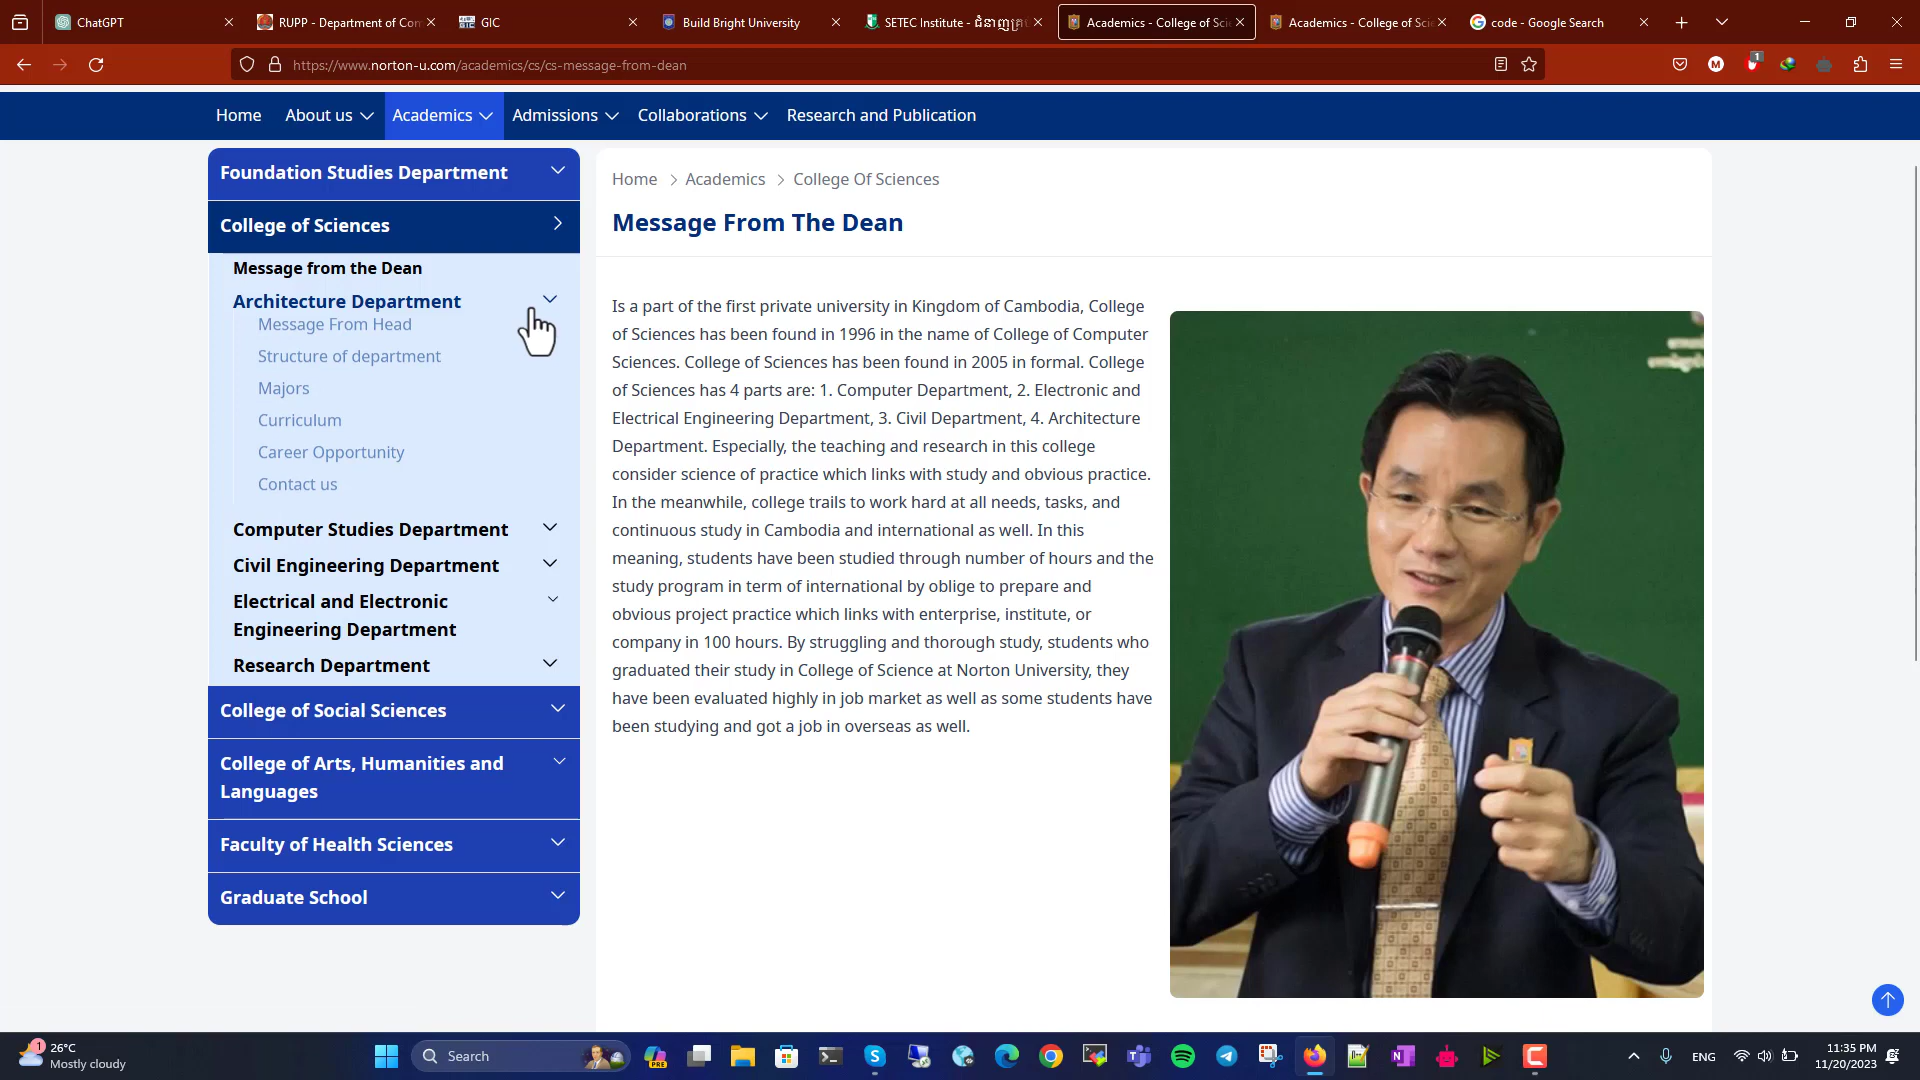 ChatGPT
RUPP - Department of Com
GIC
Build Bright University
SETEC Institute - ជំនាញគ្រប់
Academics - College of Scie
Academics - College of Scie
code - Google Search
https://www.norton-u.com/academics/cs/cs-message-from-dean
M
1
Home
About us
Academics
Admissions
Collaborations
Research and Publication
Foundation Studies Department
College of Sciences
Message from the Dean
Architecture Department
Message From Head
Structure of department
Majors
Curriculum
Career Opportunity
Contact us
Computer Studies Department
Civil Engineering Department
Electrical and Electronic
Engineering Department
Research Department
College of Social Sciences
College of Arts, Humanities and
Languages
Faculty of Health Sciences
Graduate School
Home > Academics > College Of Sciences
Message From The Dean
Is a part of the first private university in Kingdom of Cambodia, College
of Sciences has been found in 1996 in the name of College of Computer
Sciences. College of Sciences has been found in 2005 in formal. College
of Sciences has 4 parts are: 1. Computer Department, 2. Electronic and
Electrical Engineering Department, 3. Civil Department, 4. Architecture
Department. Especially, the teaching and research in this college
consider science of practice which links with study and obvious practice.
In the meanwhile, college trails to work hard at all needs, tasks, and
continuous study in Cambodia and international as well. In this
meaning, students have been studied through number of hours and the
study program in term of international by oblige to prepare and
obvious project practice which links with enterprise, institute, or
company in 100 hours. By struggling and thorough study, students who
graduated their study in College of Science at Norton University, they
have been evaluated highly in job market as well as some students have
been studying and got a job in overseas as well.
1
26°C
Mostly cloudy
Search
PRE
ENG
11:35 PM
11/20/2023